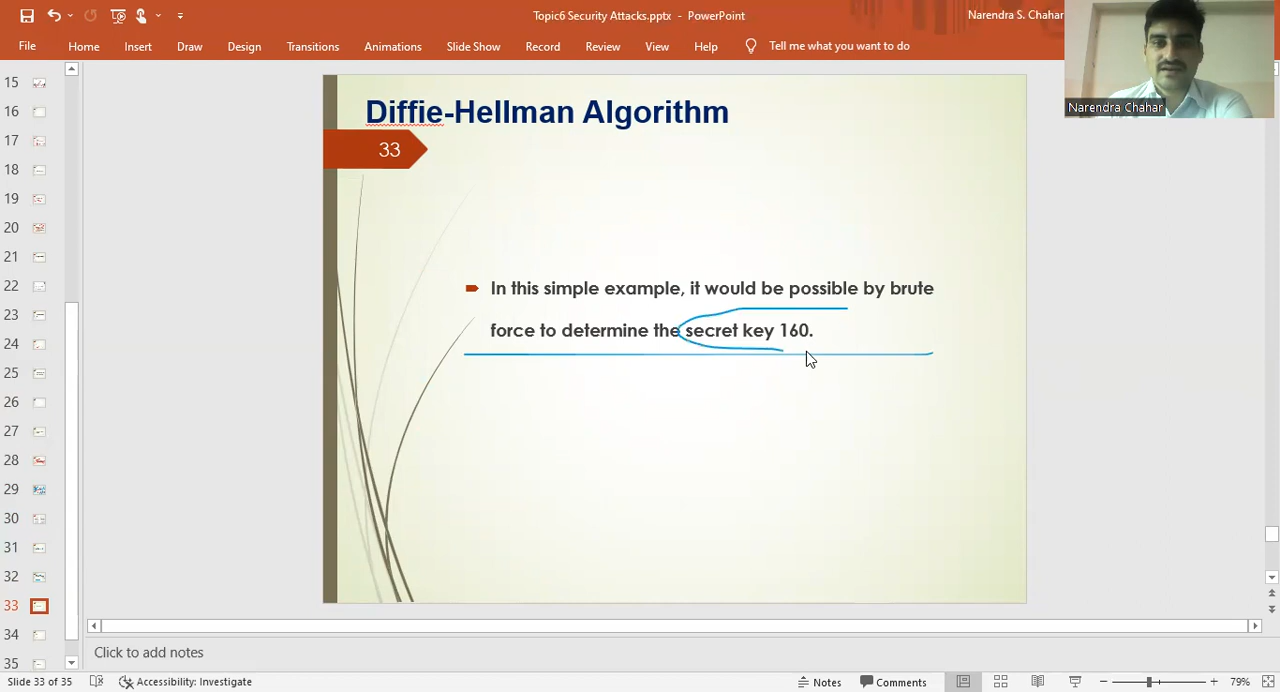 Topic6 Security Attacks.pptx - PowerPoint
Narendra S. Chahar
File Home Insert Draw Design Transitions Animations Slide Show Record Review View Help Tell me what you want to do
Narendra Chahar
15
16
17
18
19
20
21
22
23
24
25
26
27
28
29
30
31
32
33
34
35
Diffie-Hellman Algorithm
33
In this simple example, it would be possible by brute
force to determine the secret key 160.
Click to add notes
Slide 33 of 35 Accessibility: Investigate Notes Comments 79%